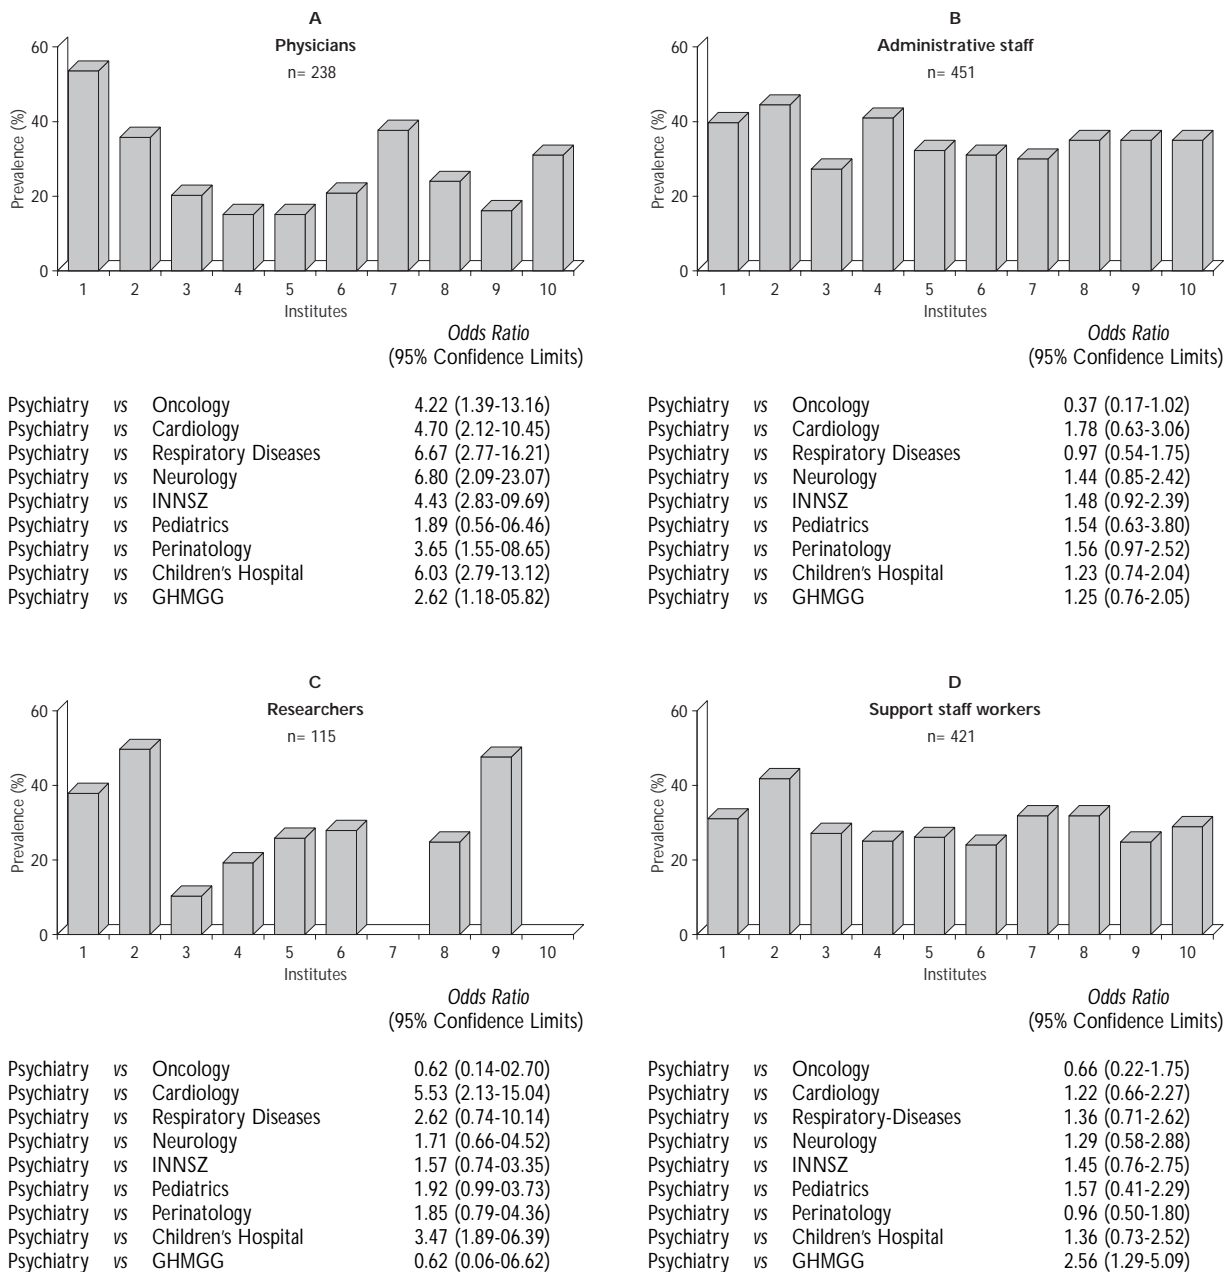 A
Physicians
n= 238
Prevalence (%)
60
40
20
0
1 2 3 4 5 6 7 8 9 10
Institutes
Odds Ratio
(95% Confidence Limits)
Psychiatry vs Oncology 4.22 (1.39-13.16)
Psychiatry vs Cardiology 4.70 (2.12-10.45)
Psychiatry vs Respiratory Diseases 6.67 (2.77-16.21)
Psychiatry vs Neurology 6.80 (2.09-23.07)
Psychiatry vs INNSZ 4.43 (2.83-09.69)
Psychiatry vs Pediatrics 1.89 (0.56-06.46)
Psychiatry vs Perinatology 3.65 (1.55-08.65)
Psychiatry vs Children's Hospital 6.03 (2.79-13.12)
Psychiatry vs GHMGG 2.62 (1.18-05.82)
B
Administrative staff
n= 451
Prevalence (%)
60
40
20
0
1 2 3 4 5 6 7 8 9 10
Institutes
Odds Ratio
(95% Confidence Limits)
Psychiatry vs Oncology 0.37 (0.17-1.02)
Psychiatry vs Cardiology 1.78 (0.63-3.06)
Psychiatry vs Respiratory Diseases 0.97 (0.54-1.75)
Psychiatry vs Neurology 1.44 (0.85-2.42)
Psychiatry vs INNSZ 1.48 (0.92-2.39)
Psychiatry vs Pediatrics 1.54 (0.63-3.80)
Psychiatry vs Perinatology 1.56 (0.97-2.52)
Psychiatry vs Children's Hospital 1.23 (0.74-2.04)
Psychiatry vs GHMGG 1.25 (0.76-2.05)
C
Researchers
n= 115
Prevalence (%)
60
40
20
0
1 2 3 4 5 6 7 8 9 10
Institutes
Odds Ratio
(95% Confidence Limits)
Psychiatry vs Oncology 0.62 (0.14-02.70)
Psychiatry vs Cardiology 5.53 (2.13-15.04)
Psychiatry vs Respiratory Diseases 2.62 (0.74-10.14)
Psychiatry vs Neurology 1.71 (0.66-04.52)
Psychiatry vs INNSZ 1.57 (0.74-03.35)
Psychiatry vs Pediatrics 1.92 (0.99-03.73)
Psychiatry vs Perinatology 1.85 (0.79-04.36)
Psychiatry vs Children's Hospital 3.47 (1.89-06.39)
Psychiatry vs GHMGG 0.62 (0.06-06.62)
D
Support staff workers
n= 421
Prevalence (%)
60
40
20
0
1 2 3 4 5 6 7 8 9 10
Institutes
Odds Ratio
(95% Confidence Limits)
Psychiatry vs Oncology 0.66 (0.22-1.75)
Psychiatry vs Cardiology 1.22 (0.66-2.27)
Psychiatry vs Respiratory-Diseases 1.36 (0.71-2.62)
Psychiatry vs Neurology 1.29 (0.58-2.88)
Psychiatry vs INNSZ 1.45 (0.76-2.75)
Psychiatry vs Pediatrics 1.57 (0.41-2.29)
Psychiatry vs Perinatology 0.96 (0.50-1.80)
Psychiatry vs Children's Hospital 1.36 (0.73-2.52)
Psychiatry vs GHMGG 2.56 (1.29-5.09)